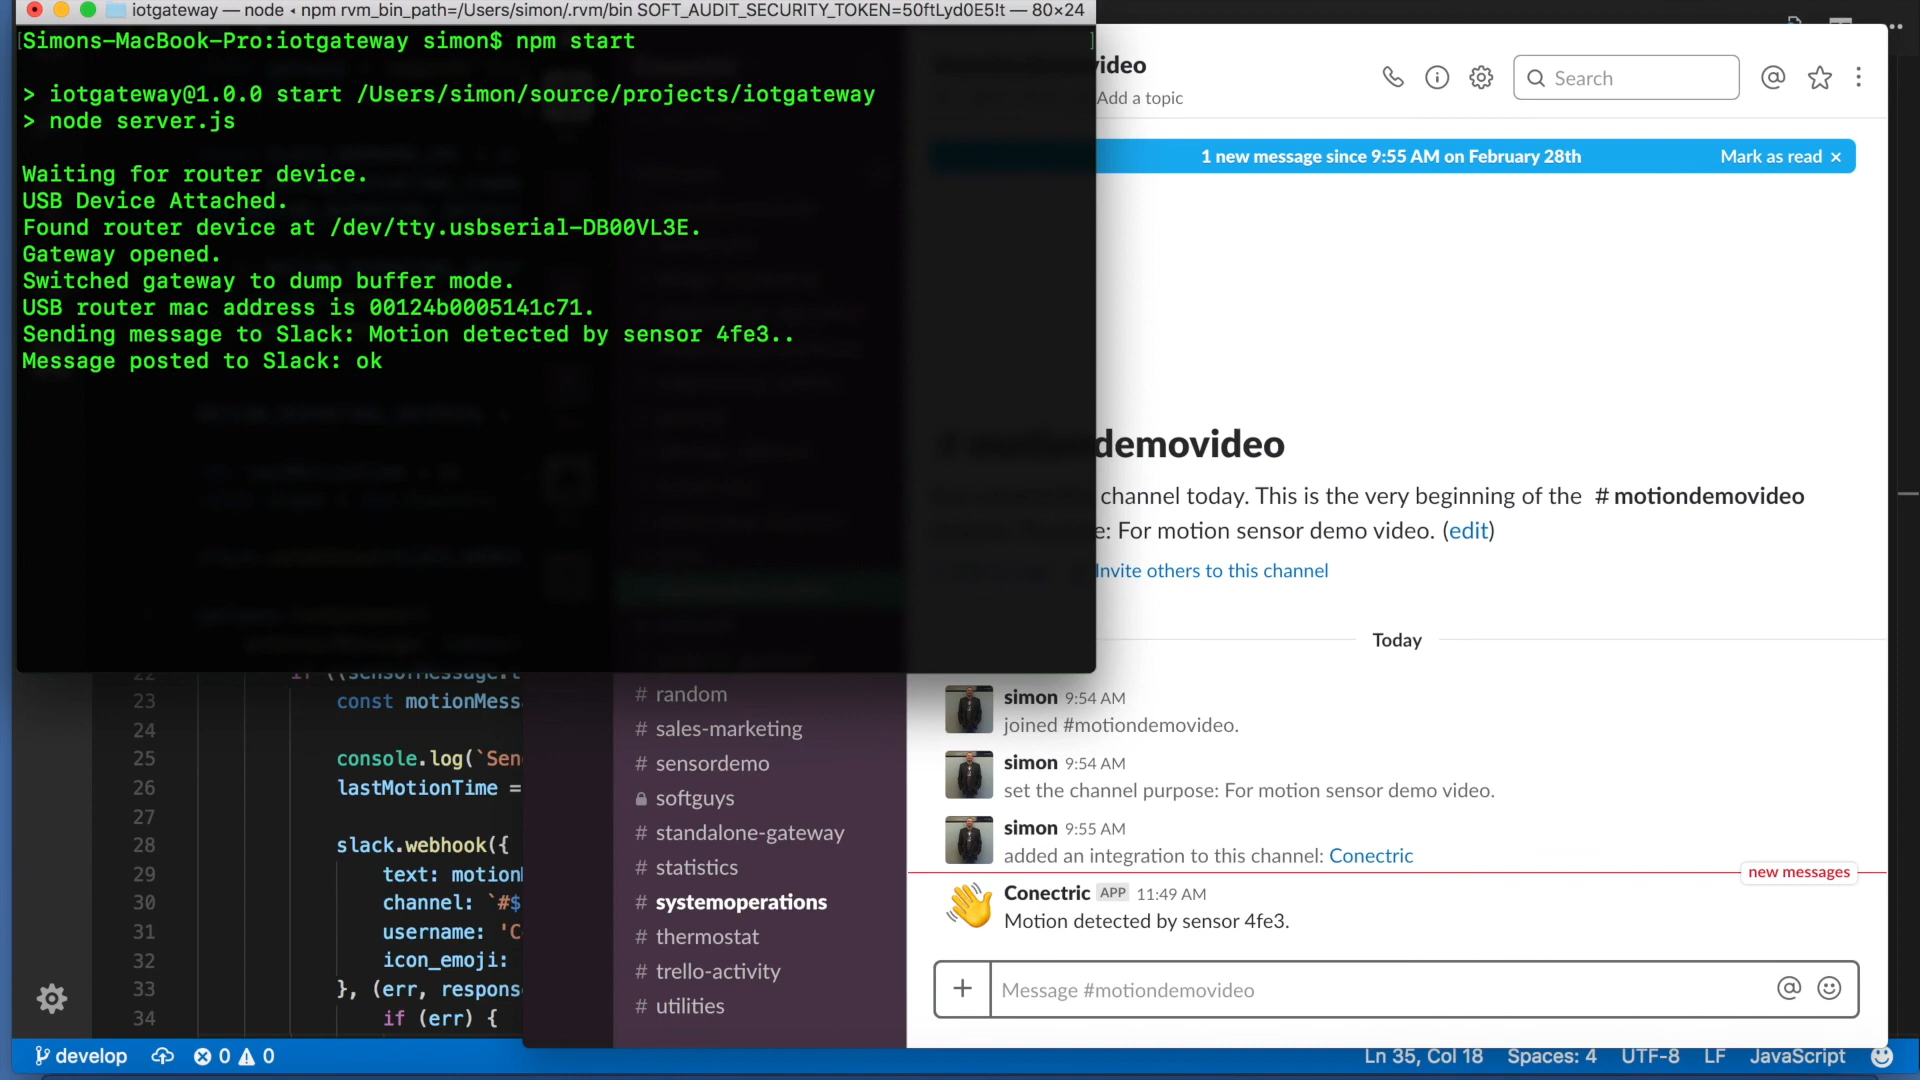 iotgateway — node ◂ npm rvm_bin_path=/Users/simon/.rvm/bin SOFT_AUDIT_SECURITY_TOKEN=50ftLyd0E5!t — 80×24
[Simons-MacBook-Pro:iotgateway simon$ npm start ]
> iotgateway@1.0.0 start /Users/simon/source/projects/iotgateway
> node server.js
Waiting for router device.
USB Device Attached.
Found router device at /dev/tty.usbserial-DB00VL3E.
Gateway opened.
Switched gateway to dump buffer mode.
USB router mac address is 00124b0005141c71.
Sending message to Slack: Motion detected by sensor 4fe3..
Message posted to Slack: ok
Add a topic
Search
1 new message since 9:55 AM on February 28th
Mark as read ×
demovideo
channel today. This is the very beginning of the # motiondemovideo
: For motion sensor demo video. (edit)
Invite others to this channel
Today
simon 9:54 AM
joined #motiondemovideo.
simon 9:54 AM
set the channel purpose: For motion sensor demo video.
simon 9:55 AM
added an integration to this channel: Conectric
new messages
Conectric APP 11:49 AM
Motion detected by sensor 4fe3.
Message #motiondemovideo
# random
# sales-marketing
# sensordemo
softguys
# standalone-gateway
# statistics
# systemoperations
# thermostat
# trello-activity
# utilities
23 const motionMess
24
25 console.log(`Sen
26 lastMotionTime =
27
28 slack.webhook({
29 text: motion
30 channel: `#$
31 username: 'C
32 icon_emoji:
33 }, (err, respons
34 if (err) {
develop 0 0
Ln 35, Col 18 Spaces: 4 UTF-8 LF JavaScript